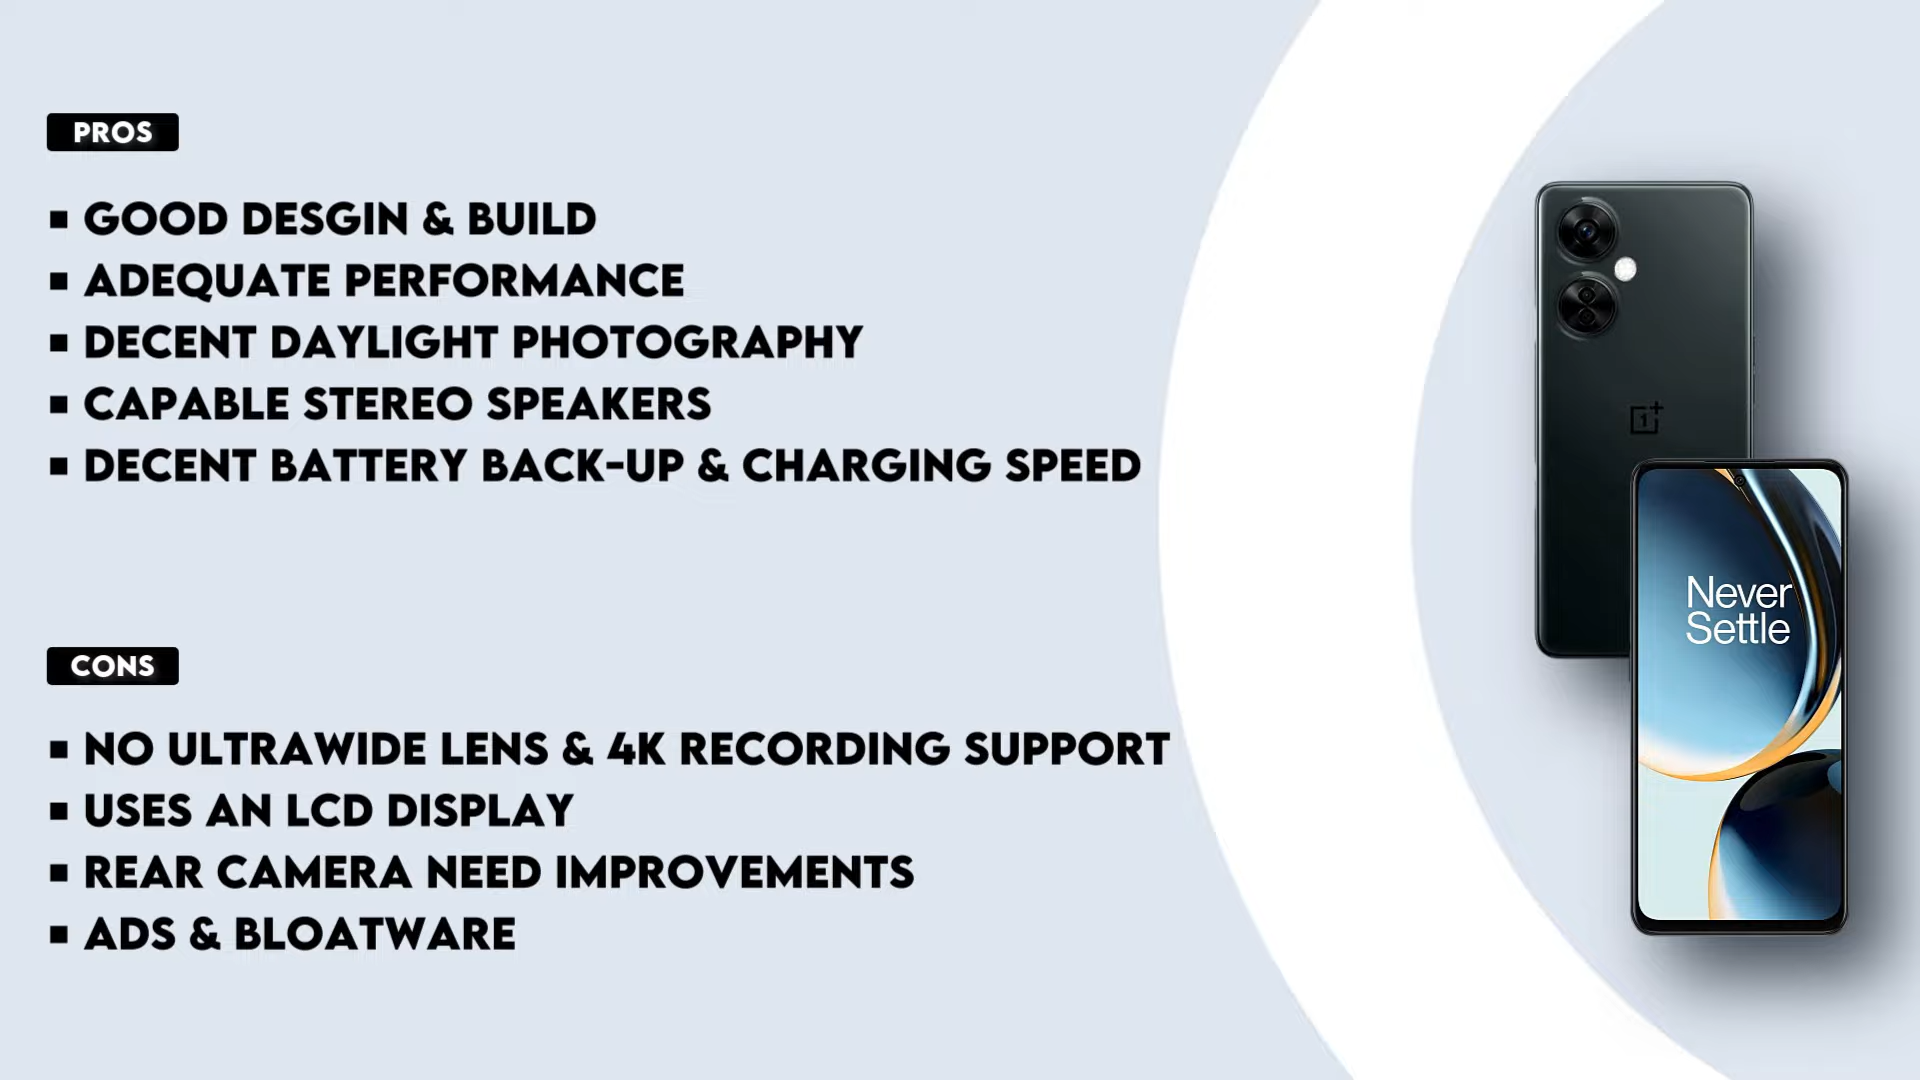 PROS
▪ GOOD DESGIN & BUILD
▪ ADEQUATE PERFORMANCE
▪ DECENT DAYLIGHT PHOTOGRAPHY
▪ CAPABLE STEREO SPEAKERS
▪ DECENT BATTERY BACK-UP & CHARGING SPEED
CONS
▪ NO ULTRAWIDE LENS & 4K RECORDING SUPPORT
▪ USES AN LCD DISPLAY
▪ REAR CAMERA NEED IMPROVEMENTS
▪ ADS & BLOATWARE
1+
Never
Settle